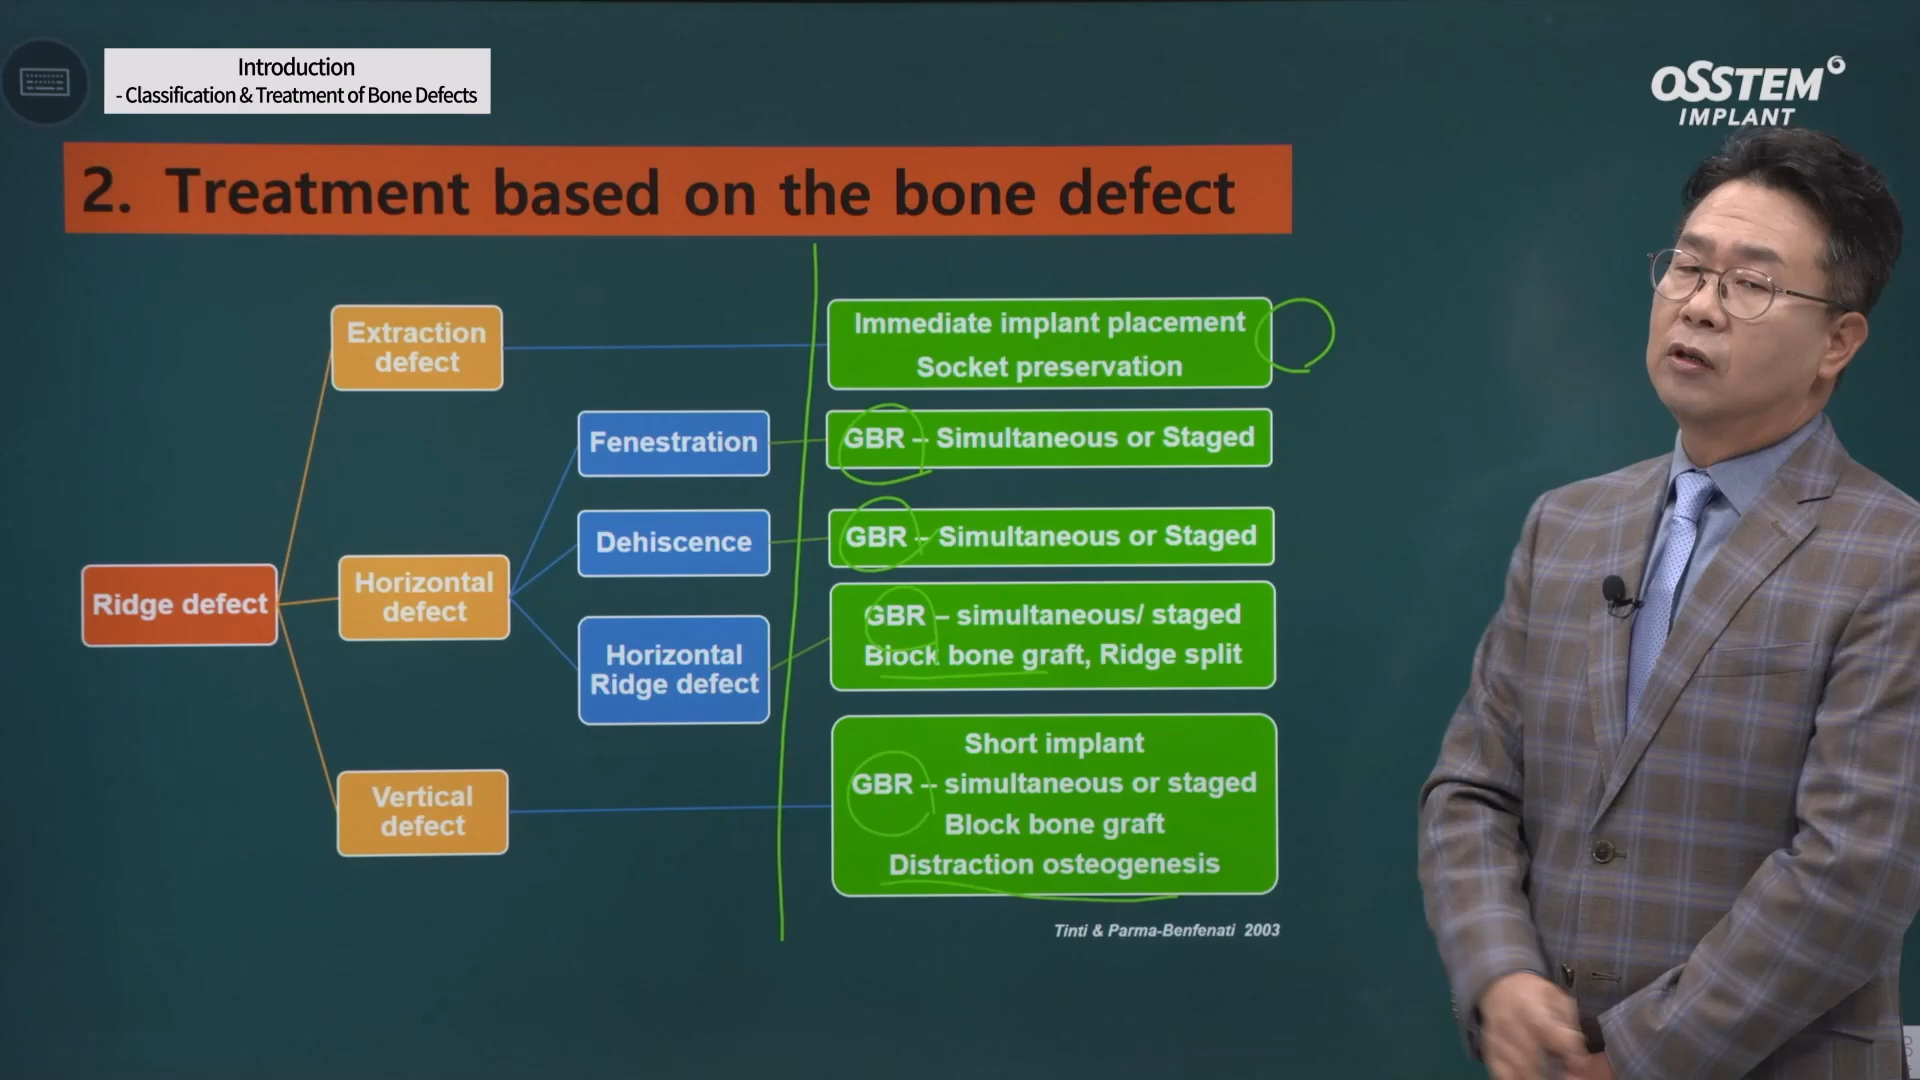 Introduction
- Classification & Treatment of Bone Defects
OSSTEM
IMPLANT
2. Treatment based on the bone defect
Extraction
defect
Immediate implant placement
Socket preservation
Fenestration
GBR – Simultaneous or Staged
Dehiscence
GBR – Simultaneous or Staged
Ridge defect
Horizontal
defect
Horizontal
Ridge defect
GBR – simultaneous/ staged
Block bone graft, Ridge split
Vertical
defect
Short implant
GBR – simultaneous or staged
Block bone graft
Distraction osteogenesis
Tinti & Parma-Benfenati 2003